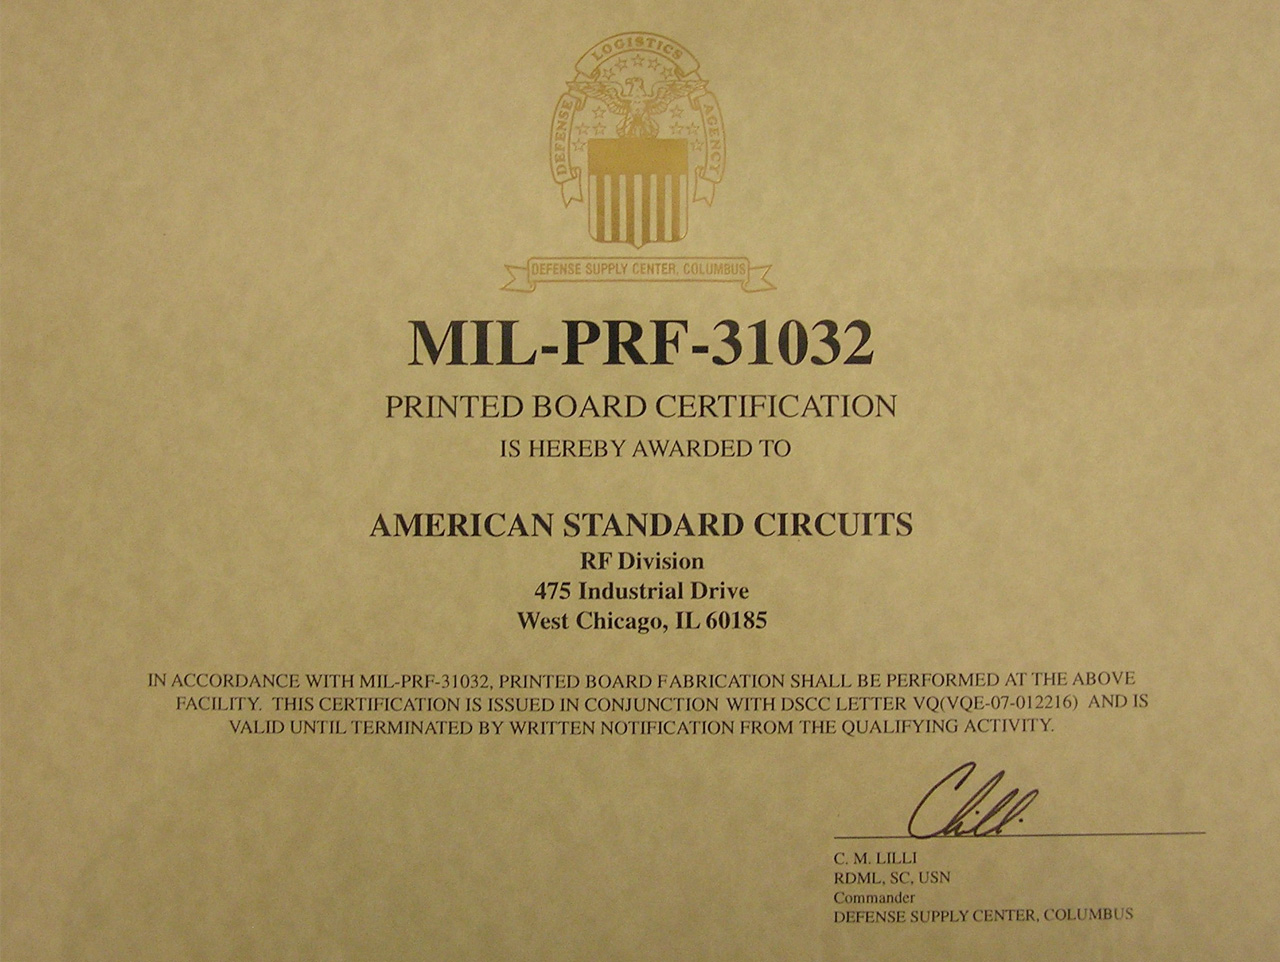 LOGISTICS
DEFENSE
AGENCY
DEFENSE SUPPLY CENTER, COLUMBUS
MIL-PRF-31032
PRINTED BOARD CERTIFICATION
IS HEREBY AWARDED TO
AMERICAN STANDARD CIRCUITS
RF Division
475 Industrial Drive
West Chicago, IL 60185
IN ACCORDANCE WITH MIL-PRF-31032, PRINTED BOARD FABRICATION SHALL BE PERFORMED AT THE ABOVE
FACILITY. THIS CERTIFICATION IS ISSUED IN CONJUNCTION WITH DSCC LETTER VQ(VQE-07-012216) AND IS
VALID UNTIL TERMINATED BY WRITTEN NOTIFICATION FROM THE QUALIFYING ACTIVITY.
C. M. LILLI
RDML, SC, USN
Commander
DEFENSE SUPPLY CENTER, COLUMBUS